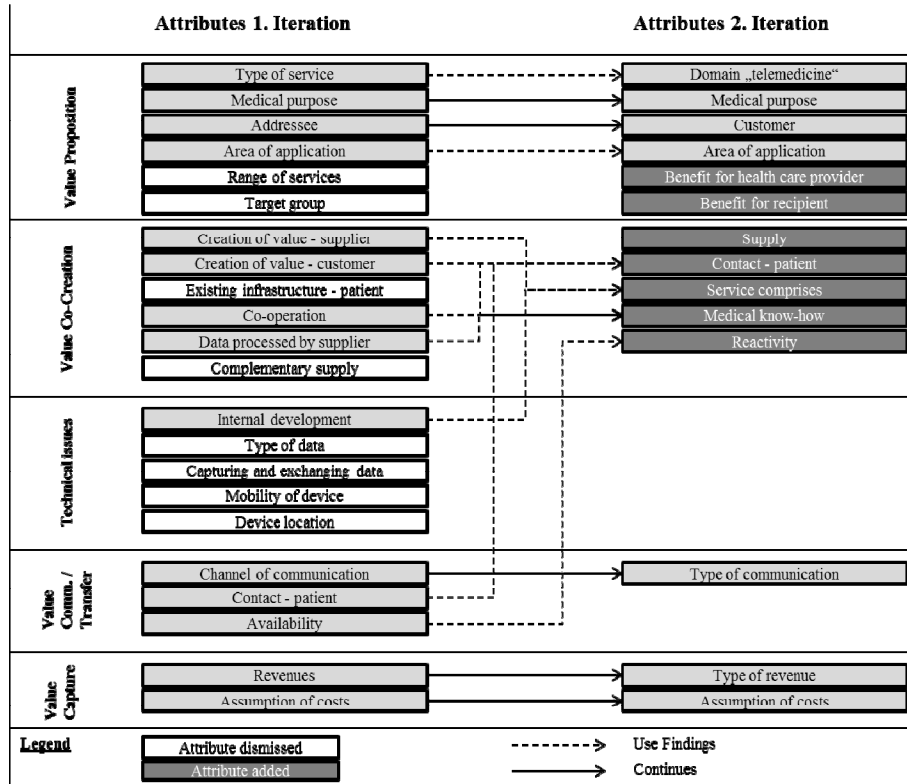 Attributes 1. Iteration
Attributes 2. Iteration
Value Proposition
Type of service
Domain „telemedicine“
Medical purpose
Medical purpose
Addressee
Customer
Area of application
Area of application
Range of services
Benefit for health care provider
Target group
Benefit for recipient
Value Co-Creation
Creation of value - supplier
Supply
Creation of value - customer
Contact - patient
Existing infrastructure - patient
Service comprises
Co-operation
Medical know-how
Data processed by supplier
Reactivity
Complementary supply
Technical issues
Internal development
Type of data
Capturing and exchanging data
Mobility of device
Device location
Value
Comm. /
Transfer
Channel of communication
Type of communication
Contact - patient
Availability
Value
Capture
Revenues
Type of revenue
Assumption of costs
Assumption of costs
Legend
Attribute dismissed
Use Findings
Attribute added
Continues